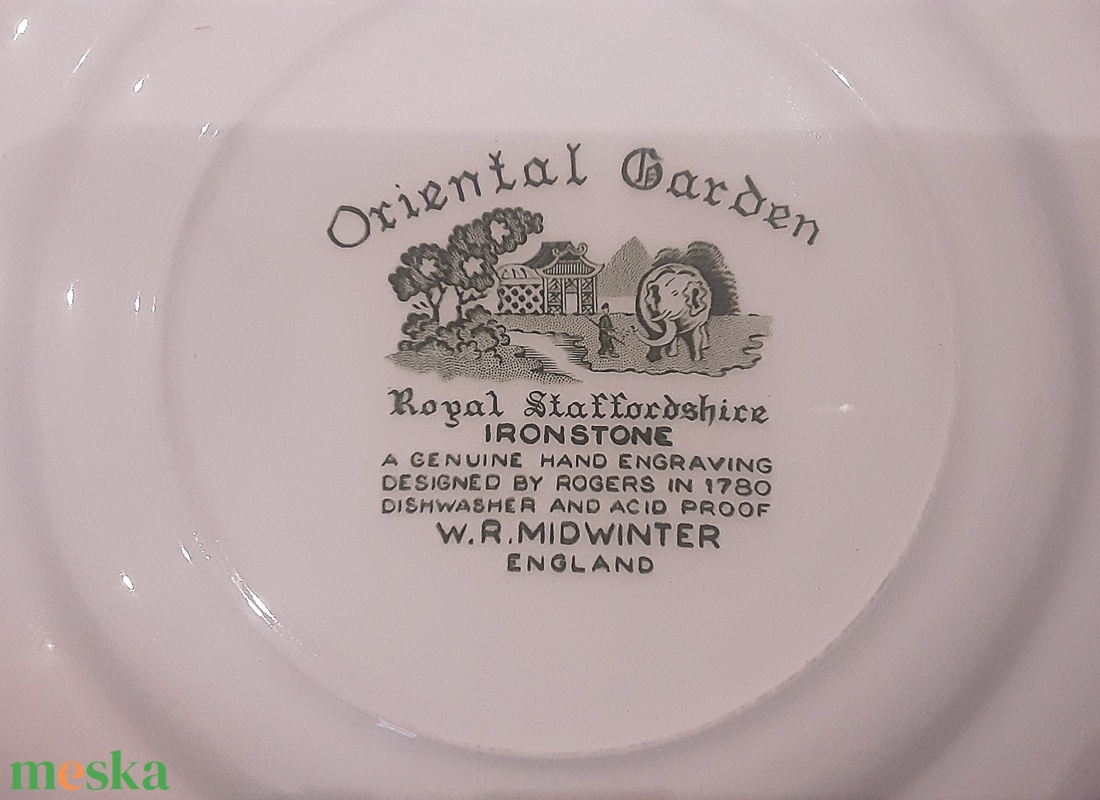 Oriental Garden
Royal Staffordshire
IRONSTONE
A GENUINE HAND ENGRAVING
DESIGNED BY ROGERS IN 1780
DISHWASHER AND ACID PROOF
W.R.MIDWINTER
ENGLAND
meska